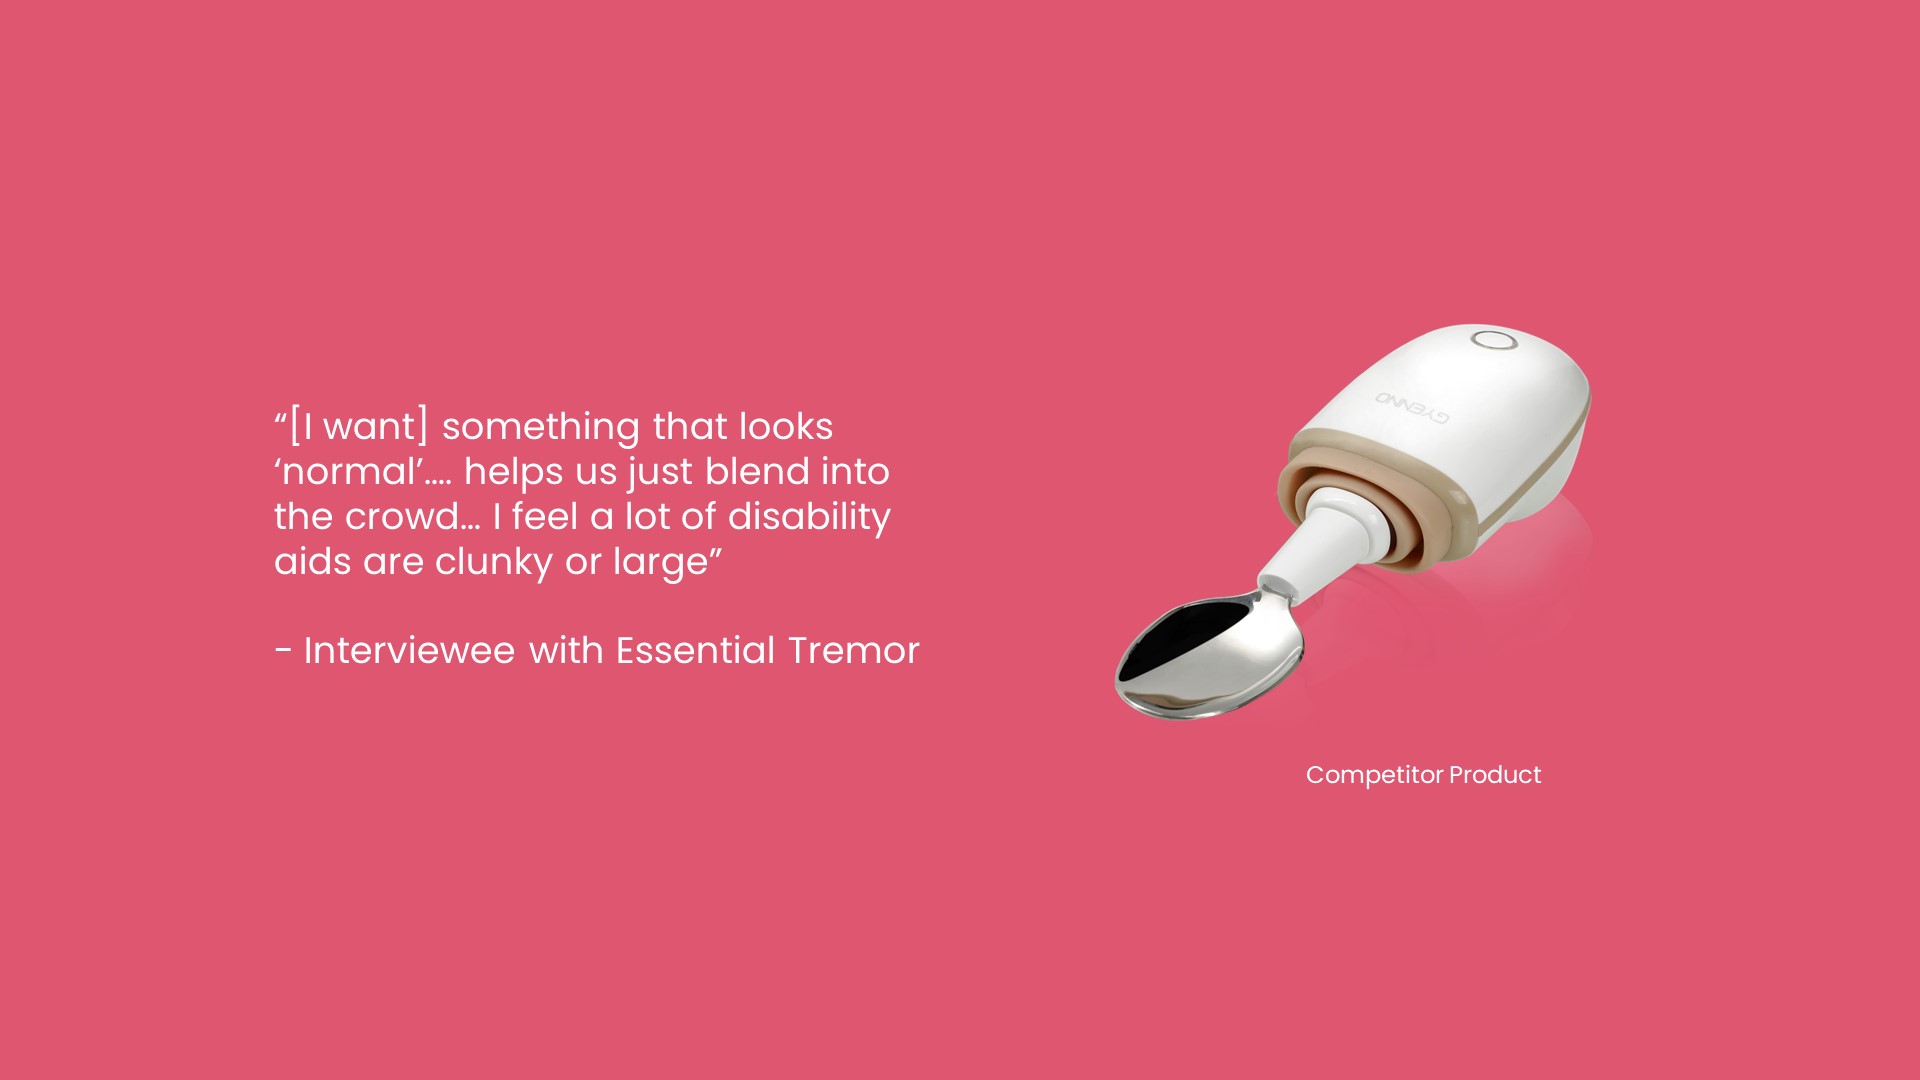 “[I want] something that looks
‘normal’.... helps us just blend into
the crowd... I feel a lot of disability
aids are clunky or large”
- Interviewee with Essential Tremor
GYENNO
Competitor Product